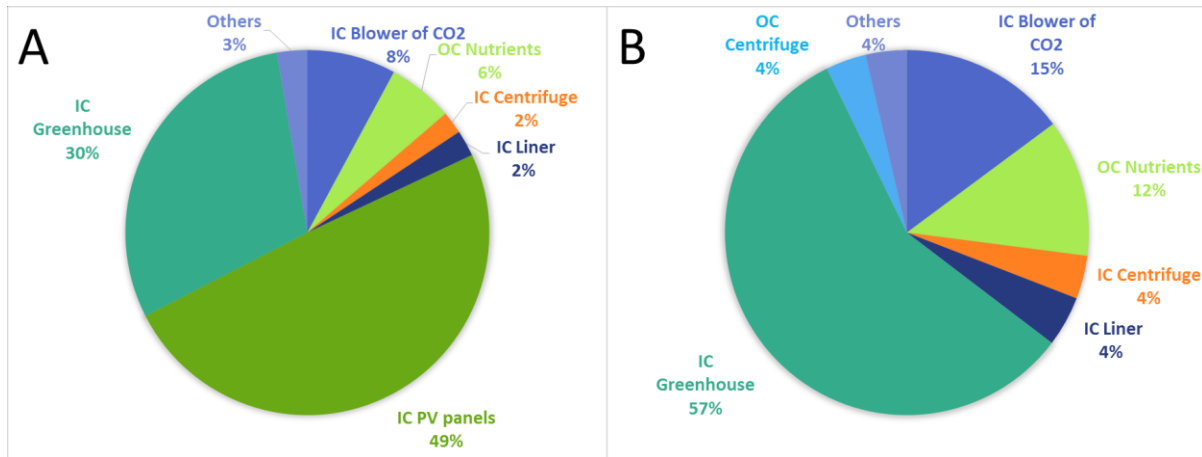 A
Others
3%
IC Blower of CO2
8%
OC Nutrients
6%
IC Centrifuge
2%
IC Liner
2%
IC
Greenhouse
30%
IC PV panels
49%
B
OC
Centrifuge
4%
Others
4%
IC Blower of
CO2
15%
OC Nutrients
12%
IC Centrifuge
4%
IC Liner
4%
IC
Greenhouse
57%